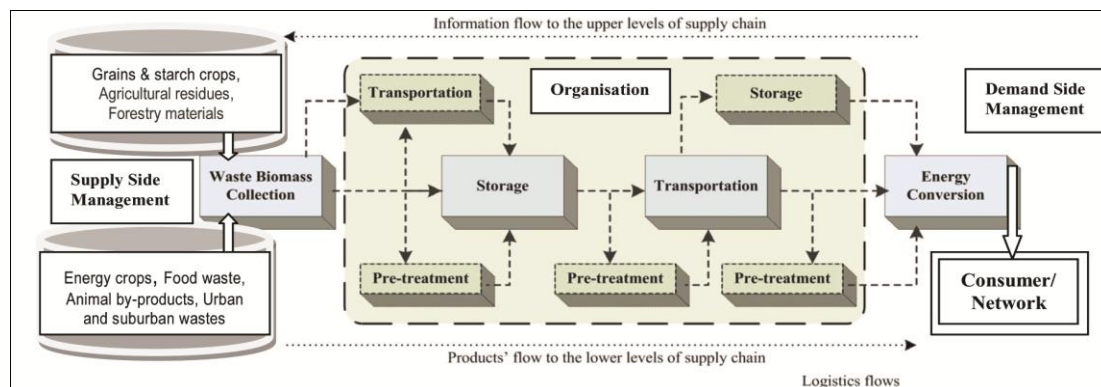 Information flow to the upper levels of supply chain
Grains & starch crops,
Agricultural residues,
Forestry materials
Transportation
Organisation
Storage
Demand Side
Management
Supply Side
Management
Waste Biomass
Collection
Storage
Transportation
Energy
Conversion
Energy crops, Food waste,
Animal by-products, Urban
and suburban wastes
Pre-treatment
Pre-treatment
Pre-treatment
Consumer/
Network
Products' flow to the lower levels of supply chain
Logistics flows